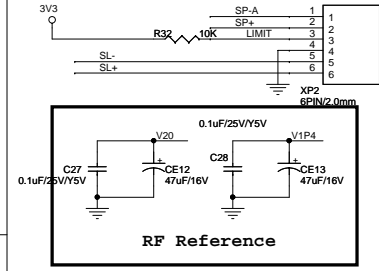 3V3
SP-A 1 1
SP+ 2 2
R32 10K LIMIT 3 3
4 4
SL- 5 5
SL+ 6 6
XP2
6PIN/2.0mm
0.1uF/25V/Y5V
V20 V1P4
C27 CE12 C28 CE13
0.1uF/25V/Y5V 47uF/16V 47uF/16V
RF Reference